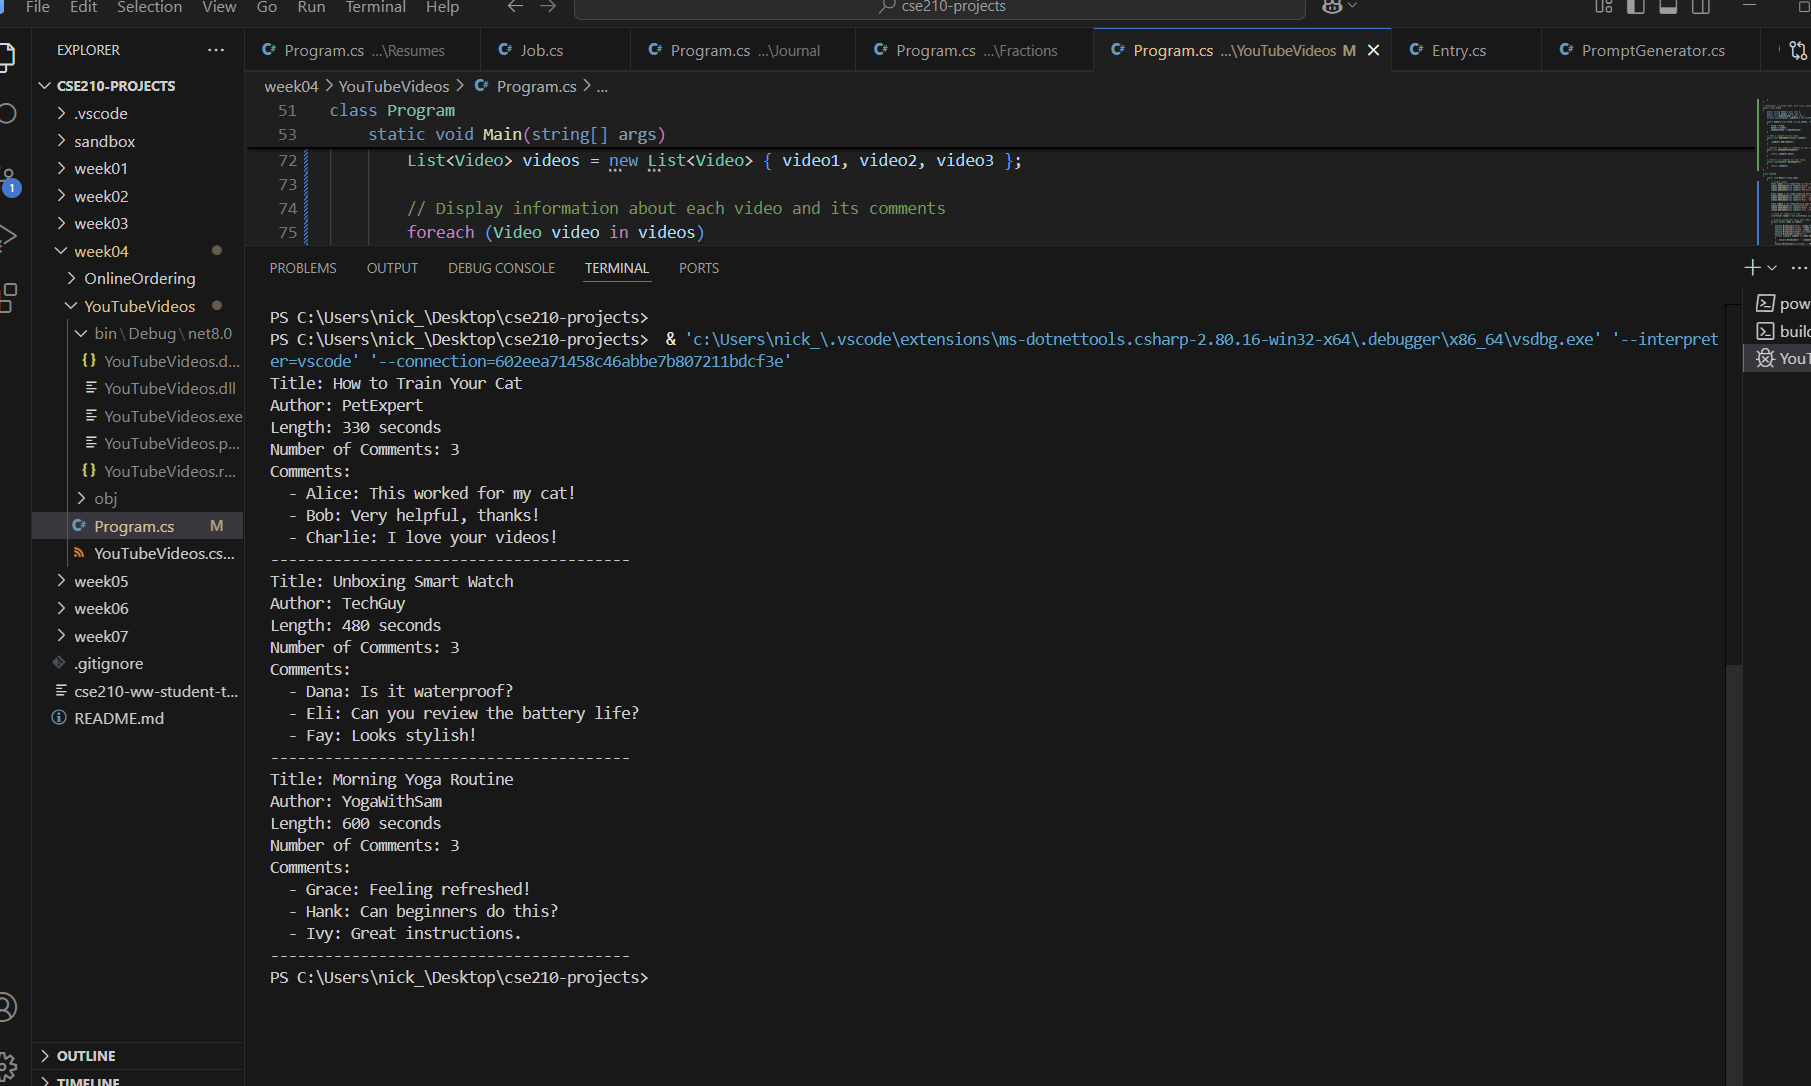 File Edit Selection View Go Run Terminal Help
cse210-projects
EXPLORER
Program.cs ...\Resumes
Job.cs
Program.cs ...\Journal
Program.cs ...\Fractions
Program.cs ...\YouTubeVideos M
Entry.cs
PromptGenerator.cs
CSE210-PROJECTS
.vscode
sandbox
week01
week02
week03
week04
OnlineOrdering
YouTubeVideos
bin\Debug\net8.0
YouTubeVideos.d...
YouTubeVideos.dll
YouTubeVideos.exe
YouTubeVideos.p...
YouTubeVideos.r...
obj
Program.cs M
YouTubeVideos.cs...
week05
week06
week07
.gitignore
cse210-ww-student-t...
README.md
OUTLINE
TIMELINE
1
week04 > YouTubeVideos > Program.cs > ...
51 class Program
53 static void Main(string[] args)
72 List<Video> videos = new List<Video> { video1, video2, video3 };
73
74 // Display information about each video and its comments
75 foreach (Video video in videos)
PROBLEMS OUTPUT DEBUG CONSOLE TERMINAL PORTS
PS C:\Users\nick_\Desktop\cse210-projects>
PS C:\Users\nick_\Desktop\cse210-projects> & 'c:\Users\nick_\.vscode\extensions\ms-dotnettools.csharp-2.80.16-win32-x64\.debugger\x86_64\vsdbg.exe' '--interpret
er=vscode' '--connection=602eea71458c46abbe7b807211bdcf3e'
Title: How to Train Your Cat
Author: PetExpert
Length: 330 seconds
Number of Comments: 3
Comments:
- Alice: This worked for my cat!
- Bob: Very helpful, thanks!
- Charlie: I love your videos!
----------------------------------------
Title: Unboxing Smart Watch
Author: TechGuy
Length: 480 seconds
Number of Comments: 3
Comments:
- Dana: Is it waterproof?
- Eli: Can you review the battery life?
- Fay: Looks stylish!
----------------------------------------
Title: Morning Yoga Routine
Author: YogaWithSam
Length: 600 seconds
Number of Comments: 3
Comments:
- Grace: Feeling refreshed!
- Hank: Can beginners do this?
- Ivy: Great instructions.
----------------------------------------
PS C:\Users\nick_\Desktop\cse210-projects>
pow
build
YouT